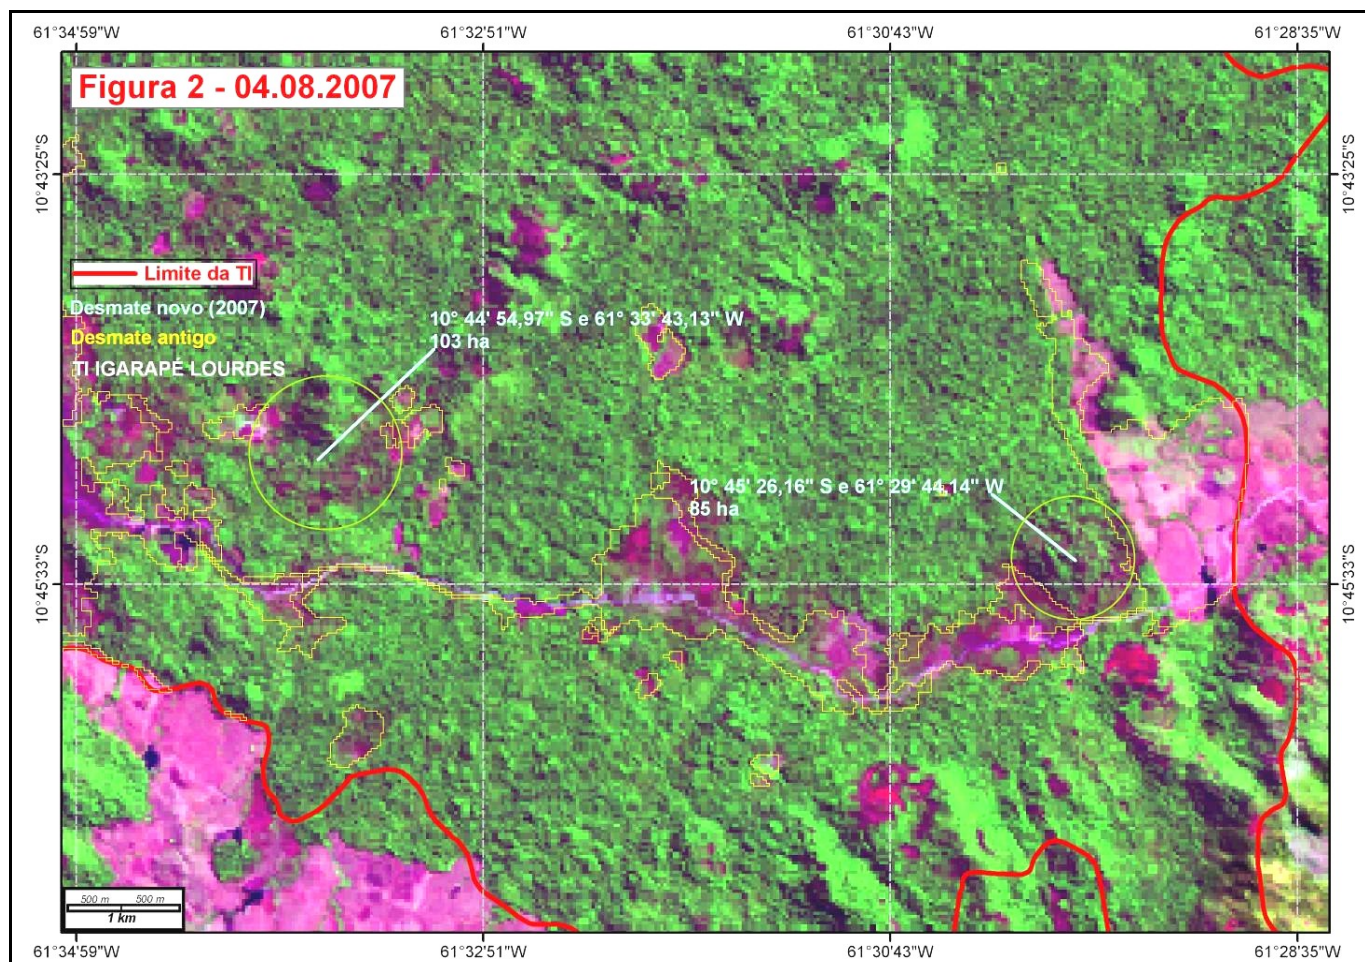 61°34'59"W 61°32'51"W 61°30'43"W 61°28'35"W
Figura 2 - 04.08.2007
10°43'25"S 10°43'25"S
Limite da TI
Desmate novo (2007)
Desmate antigo
TI IGARAPÉ LOURDES
10° 44' 54,97" S e 61° 33' 43,13" W
103 ha
10° 45' 26,16" S e 61° 29' 44,14" W
85 ha
10°45'33"S 10°45'33"S
500 m 500 m
1 km
61°34'59"W 61°32'51"W 61°30'43"W 61°28'35"W